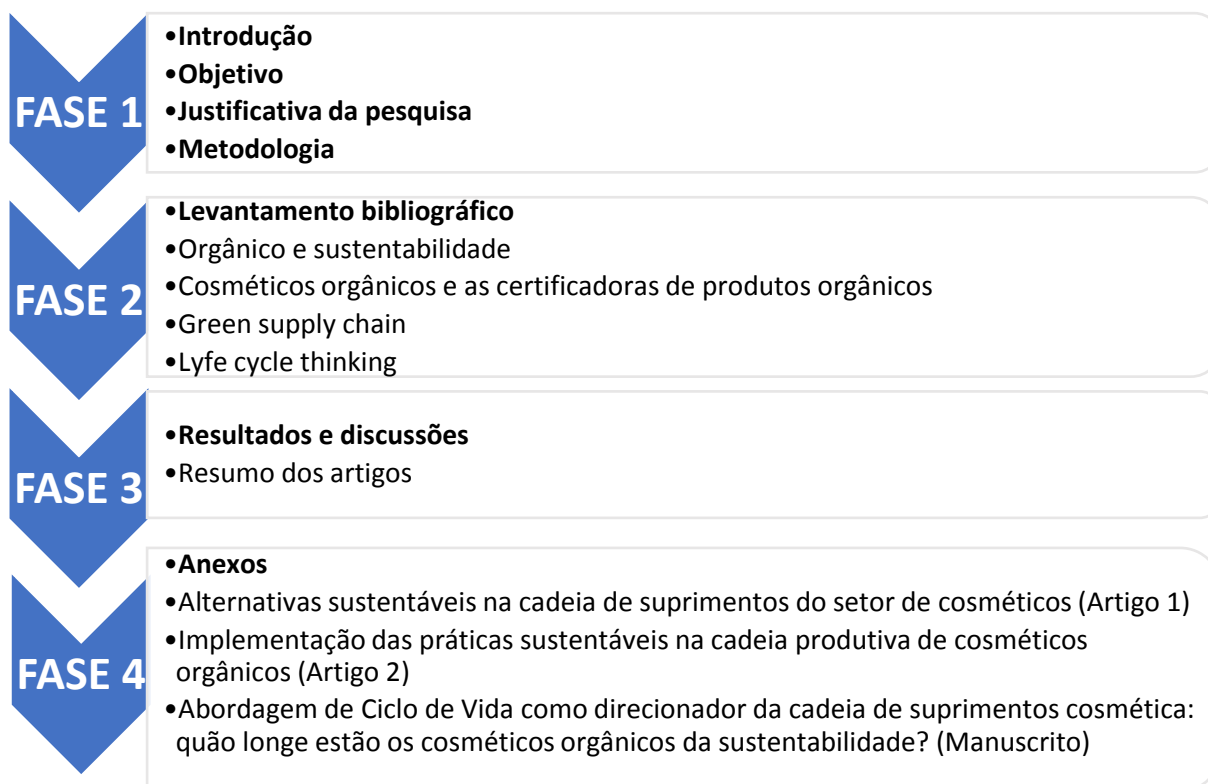 FASE 1
•Introdução
•Objetivo
•Justificativa da pesquisa
•Metodologia
FASE 2
•Levantamento bibliográfico
•Orgânico e sustentabilidade
•Cosméticos orgânicos e as certificadoras de produtos orgânicos
•Green supply chain
•Lyfe cycle thinking
FASE 3
•Resultados e discussões
•Resumo dos artigos
FASE 4
•Anexos
•Alternativas sustentáveis na cadeia de suprimentos do setor de cosméticos (Artigo 1)
•Implementação das práticas sustentáveis na cadeia produtiva de cosméticos
orgânicos (Artigo 2)
•Abordagem de Ciclo de Vida como direcionador da cadeia de suprimentos cosmética:
quão longe estão os cosméticos orgânicos da sustentabilidade? (Manuscrito)